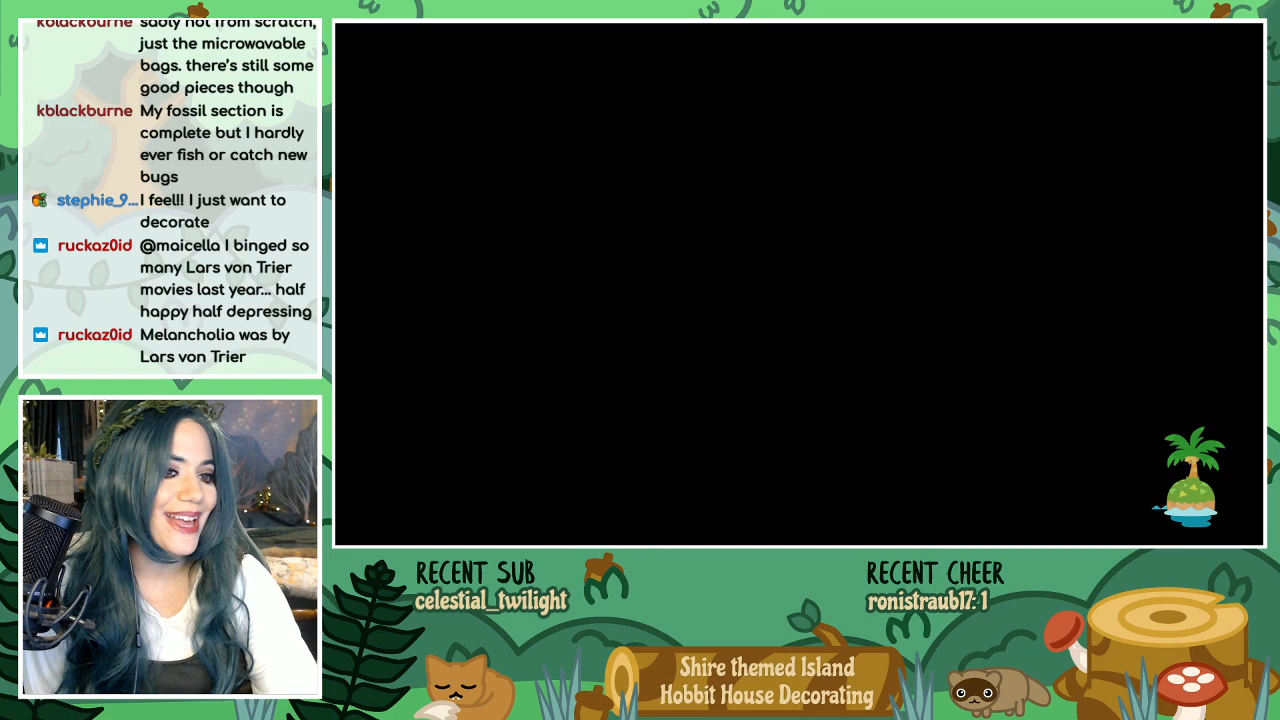 kblackburne sadly not from scratch,
just the microwavable
bags. there's still some
good pieces though
kblackburne My fossil section is
complete but I hardly
ever fish or catch new
bugs
stephie_9... I feel!! I just want to
decorate
ruckaz0id @maicella I binged so
many Lars von Trier
movies last year... half
happy half depressing
ruckaz0id Melancholia was by
Lars von Trier
RECENT SUB
celestial_twilight
RECENT CHEER
ronistraub17: 1
Shire themed Island
Hobbit House Decorating